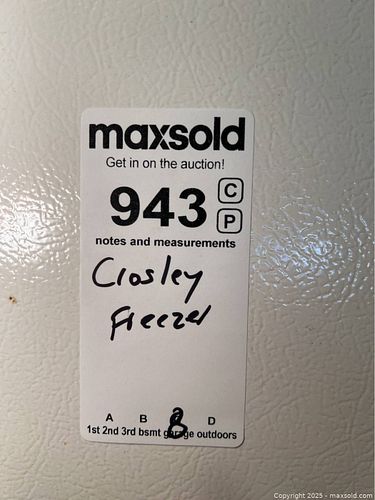 maxsold
Get in on the auction!
943 C
P
notes and measurements
Crosley
Freezer
A B 8 D
1st 2nd 3rd bsmt garage outdoors
Copyright © 2025 - maxsold.com